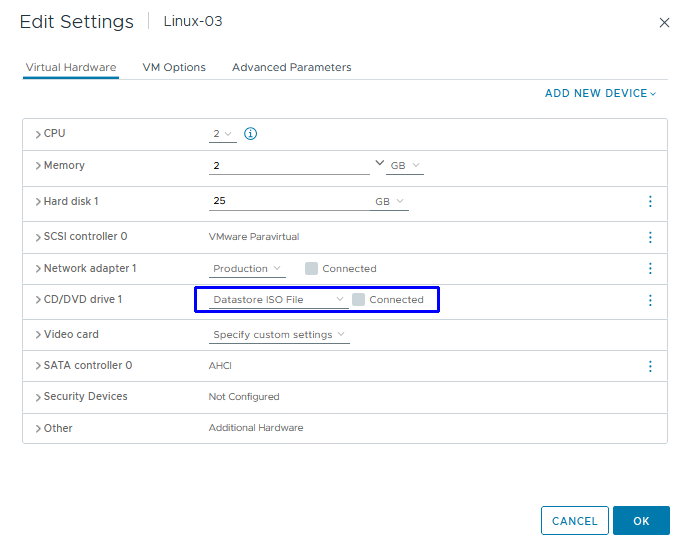 Edit Settings Linux-03
Virtual Hardware VM Options Advanced Parameters
ADD NEW DEVICE
CPU 2
Memory 2 GB
Hard disk 1 25 GB
SCSI controller 0 VMware Paravirtual
Network adapter 1 Production Connected
CD/DVD drive 1 Datastore ISO File Connected
Video card Specify custom settings
SATA controller 0 AHCI
Security Devices Not Configured
Other Additional Hardware
CANCEL OK